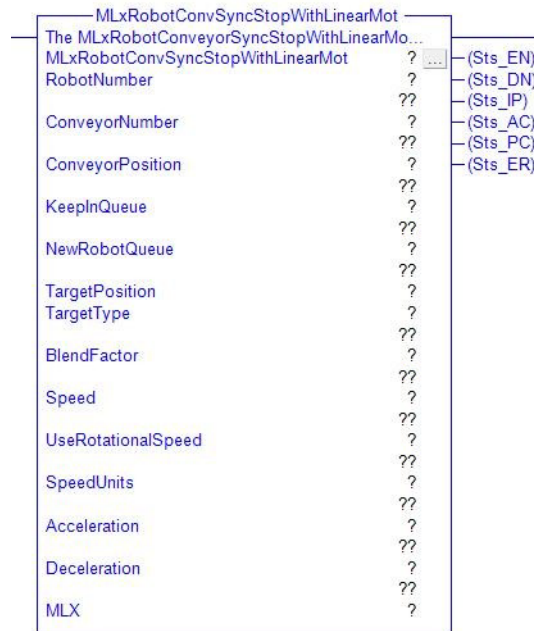 MLxRobotConvSyncStopWithLinearMot
The MLxRobotConveyorSyncStopWithLinearMo...
MLxRobotConvSyncStopWithLinearMot ? ... (Sts_EN)
RobotNumber ? (Sts_DN)
?? (Sts_IP)
ConveyorNumber ? (Sts_AC)
?? (Sts_PC)
ConveyorPosition ? (Sts_ER)
??
KeepInQueue ?
??
NewRobotQueue ?
??
TargetPosition ?
TargetType ?
??
BlendFactor ?
??
Speed ?
??
UseRotationalSpeed ?
??
SpeedUnits ?
??
Acceleration ?
??
Deceleration ?
??
MLX ?